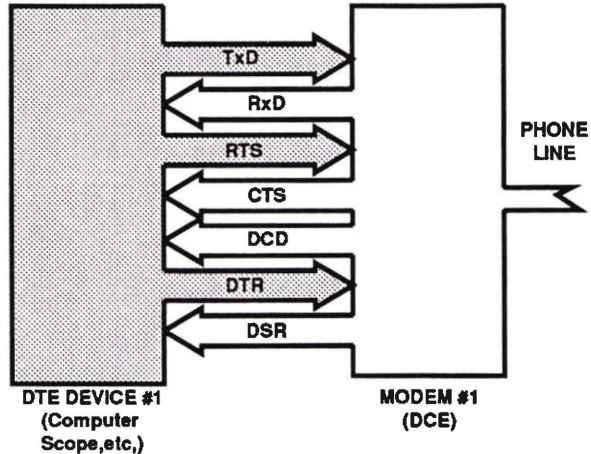 TxD
RxD
RTS
CTS
DCD
DTR
DSR
PHONE
LINE
DTE DEVICE #1
(Computer
Scope,etc,)
MODEM #1
(DCE)